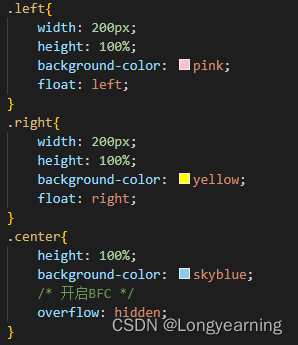 .left{
    width: 200px;
    height: 100%;
    background-color: pink;
    float: left;
}
.right{
    width: 200px;
    height: 100%;
    background-color: yellow;
    float: right;
}
.center{
    height: 100%;
    background-color: skyblue;
    /* 开启BFC */
    overflow: hidden;
}
CSDN @Longyearning